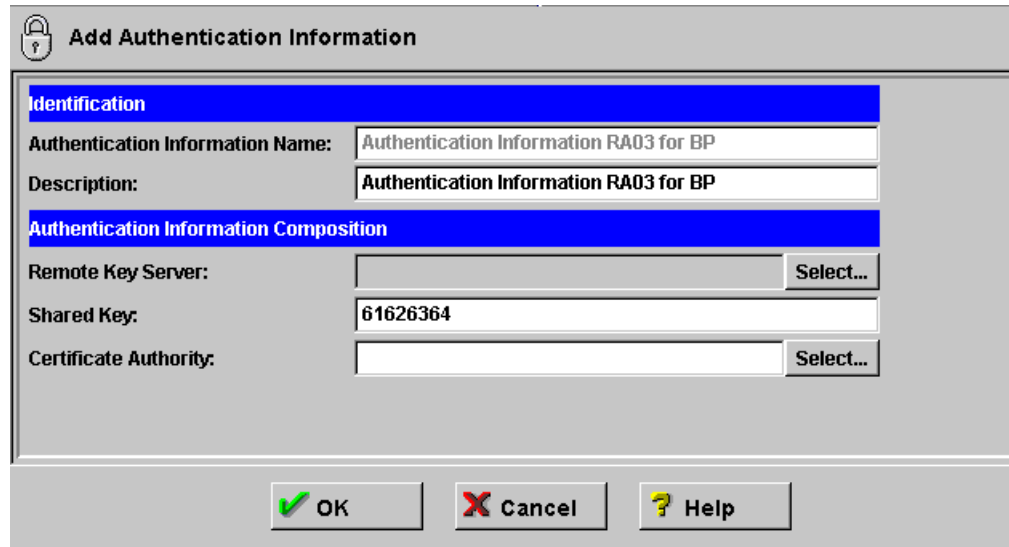 Add Authentication Information
Identification
Authentication Information Name: Authentication Information RA03 for BP
Description: Authentication Information RA03 for BP
Authentication Information Composition
Remote Key Server: Select...
Shared Key: 61626364
Certificate Authority: Select...
OK Cancel Help